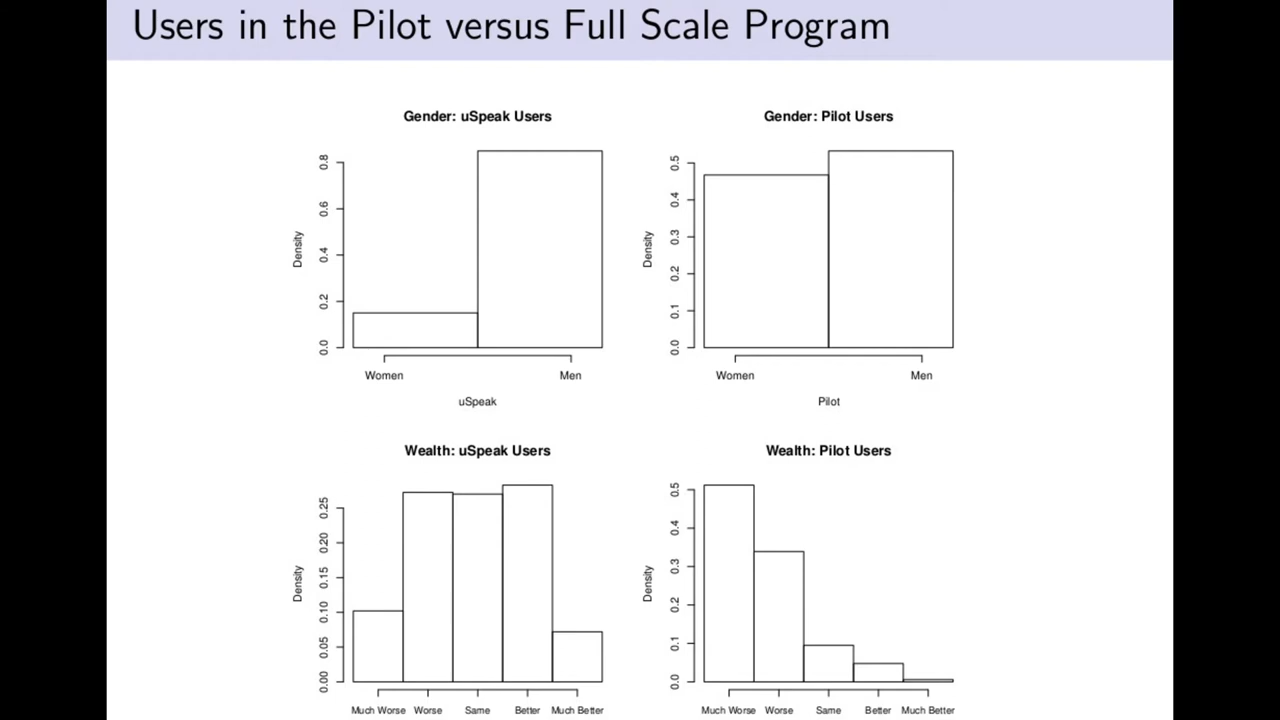 Users in the Pilot versus Full Scale Program
Gender: uSpeak Users
Density
0.0 0.2 0.4 0.6 0.8
Women Men
uSpeak
Gender: Pilot Users
Density
0.0 0.1 0.2 0.3 0.4 0.5
Women Men
Pilot
Wealth: uSpeak Users
Density
0.00 0.05 0.10 0.15 0.20 0.25
Much Worse Worse Same Better Much Better
Wealth: Pilot Users
Density
0.0 0.1 0.2 0.3 0.4 0.5
Much Worse Worse Same Better Much Better